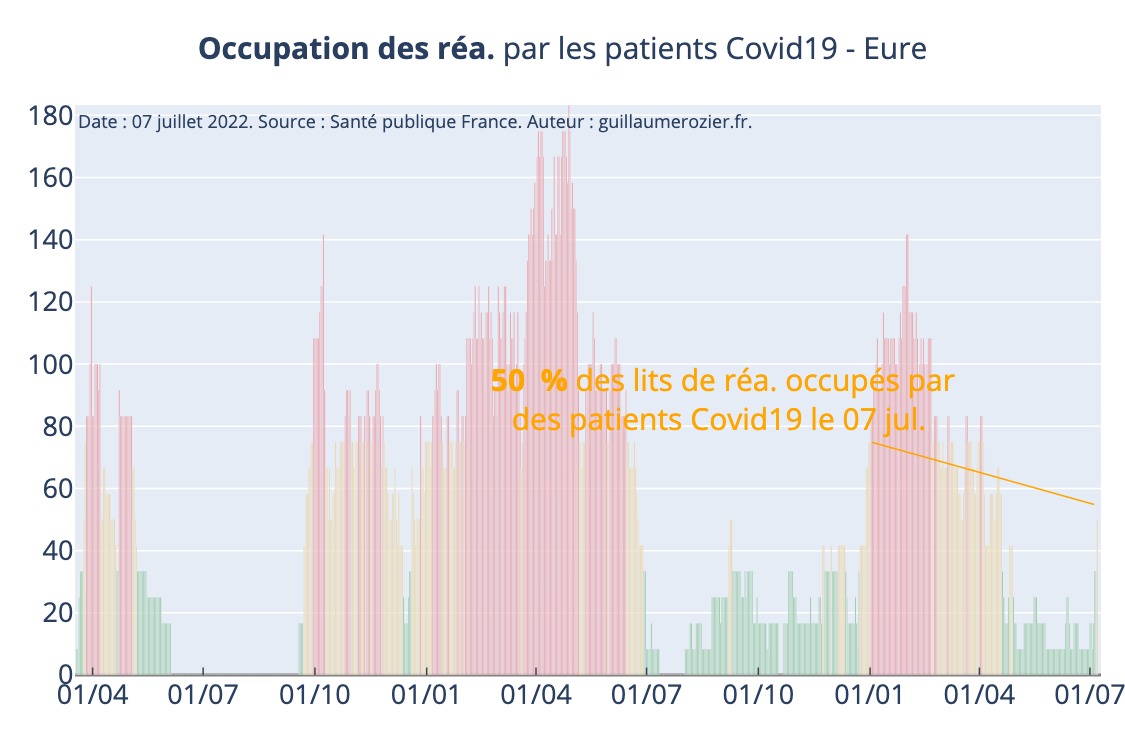 Occupation des réa. par les patients Covid19 - Eure
180
Date : 07 juillet 2022. Source : Santé publique France. Auteur : guillaumerozier.fr.
160
140
120
100
50 % des lits de réa. occupés par
des patients Covid19 le 07 jul.
80
60
40
20
0
01/04 01/07 01/10 01/01 01/04 01/07 01/10 01/01 01/04 01/07